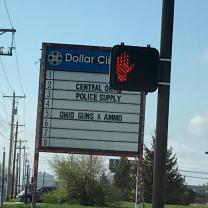 Dollar Ci
1
2 CENTRAL OHIO
3 POLICE SUPPLY
4
5 OHIO GUNS & AMMO
6
7
8